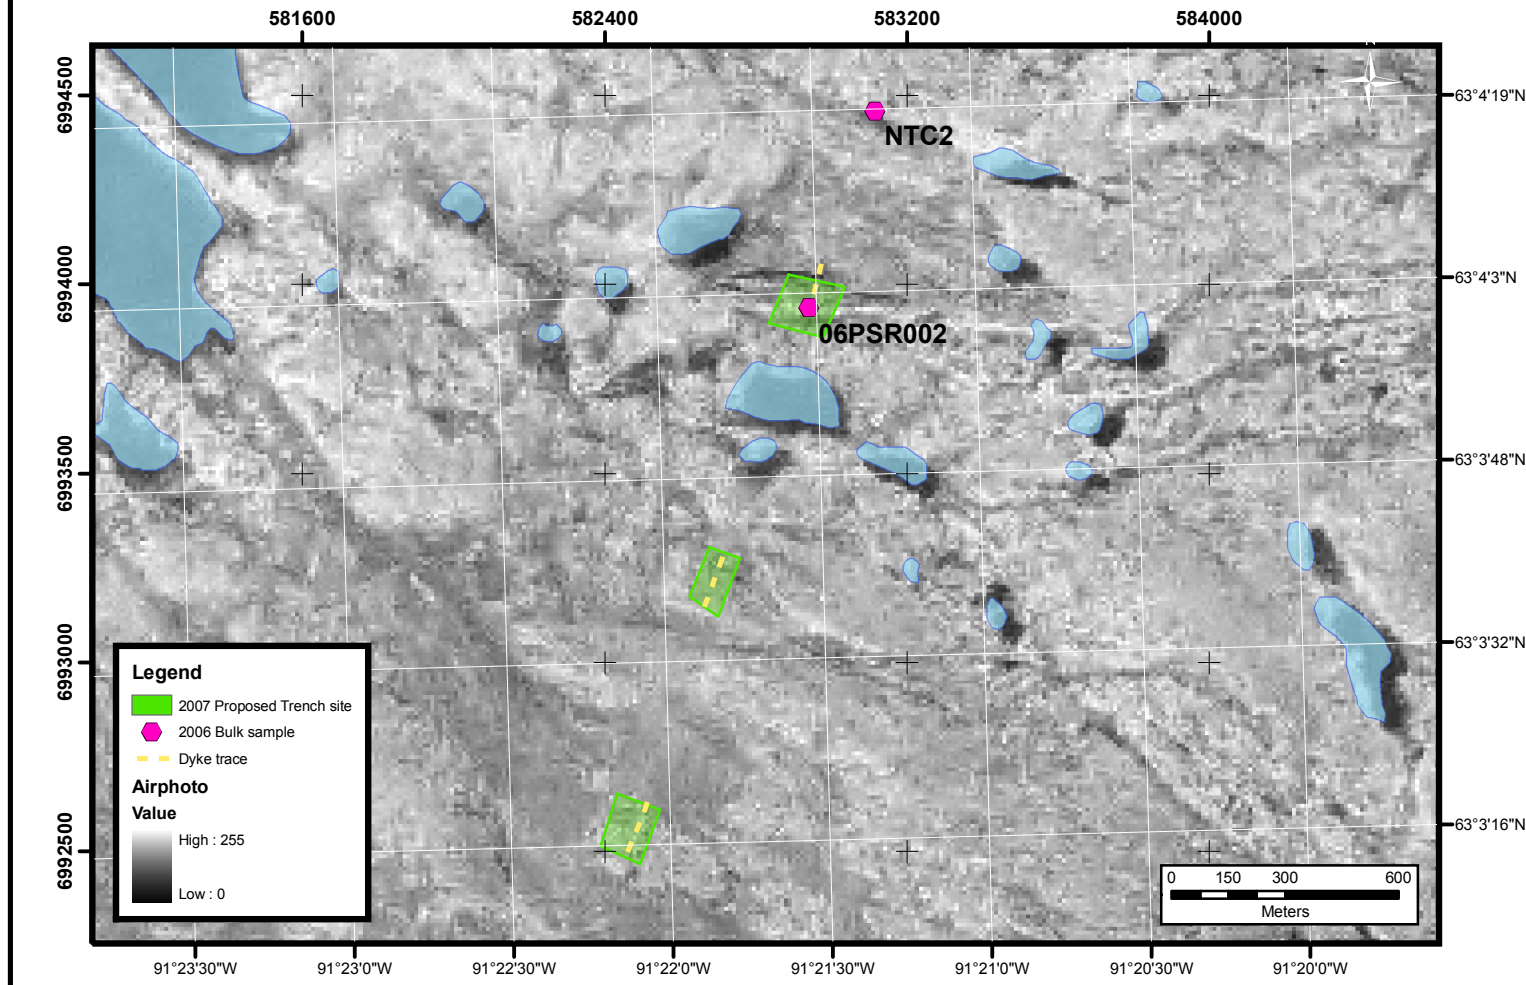 581600 582400 583200 584000
6994500
6994000
6993500
6993000
6992500
63°4'19"N
63°4'3"N
63°3'48"N
63°3'32"N
63°3'16"N
N
NTC2
06PSR002
Legend
2007 Proposed Trench site
2006 Bulk sample
Dyke trace
Airphoto
Value
High : 255
Low : 0
0 150 300 600
Meters
91°23'30"W 91°23'0"W 91°22'30"W 91°22'0"W 91°21'30"W 91°21'0"W 91°20'30"W 91°20'0"W